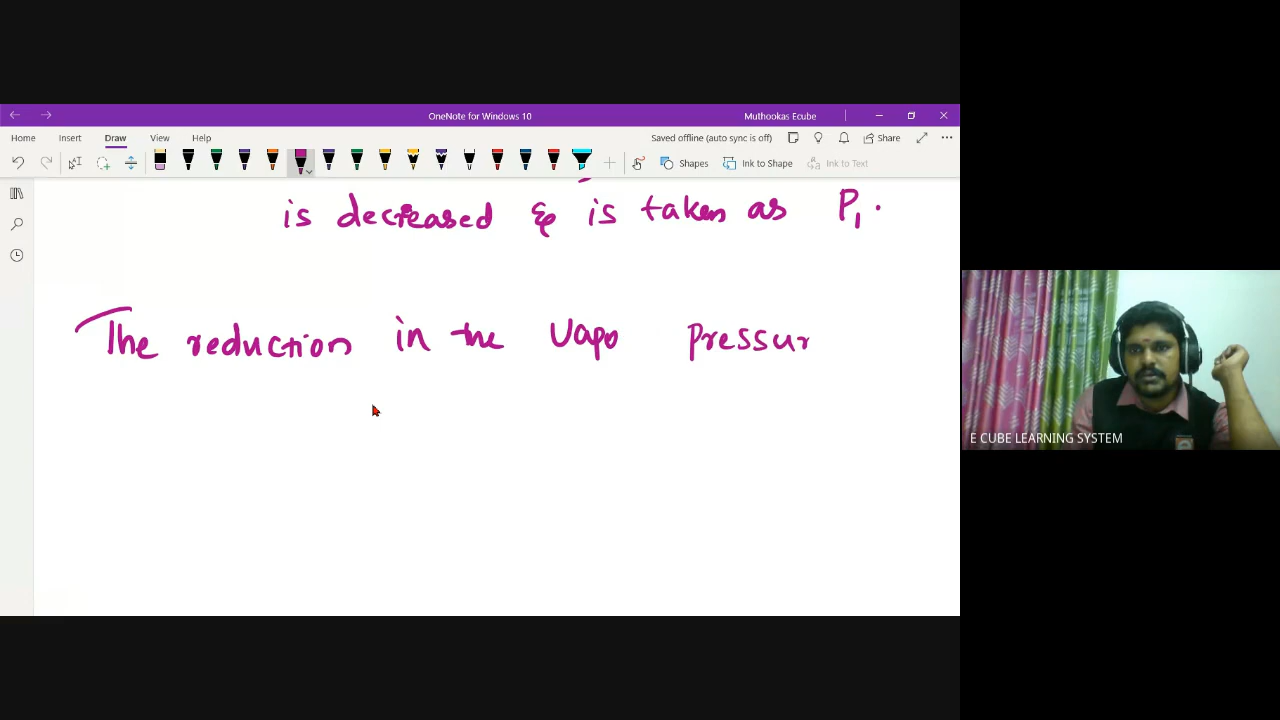 OneNote for Windows 10
Muthookas Ecube
Home Insert Draw View Help
Saved offline (auto sync is off)
Share
Shapes
Ink to Shape
Ink to Text
is decreased & is taken as P₁.
The reduction in the vapo pressur
E CUBE LEARNING SYSTEM